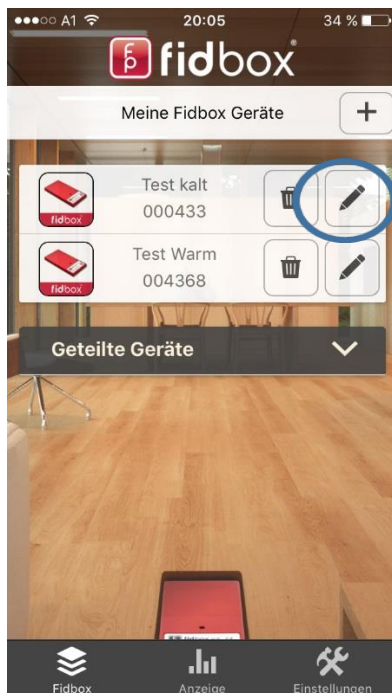 ●●●○○ A1 20:05 34 %
fidbox®
Meine Fidbox Geräte +
Test kalt
000433
fidbox
Test Warm
004368
fidbox
Geteilte Geräte
Fidbox Anzeige Einstellungen